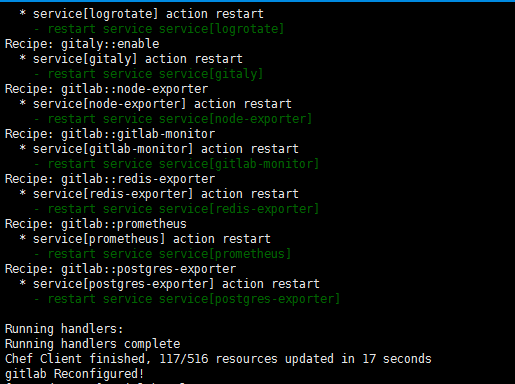 * service[logrotate] action restart
- restart service service[logrotate]
Recipe: gitaly::enable
* service[gitaly] action restart
- restart service service[gitaly]
Recipe: gitlab::node-exporter
* service[node-exporter] action restart
- restart service service[node-exporter]
Recipe: gitlab::gitlab-monitor
* service[gitlab-monitor] action restart
- restart service service[gitlab-monitor]
Recipe: gitlab::redis-exporter
* service[redis-exporter] action restart
- restart service service[redis-exporter]
Recipe: gitlab::prometheus
* service[prometheus] action restart
- restart service service[prometheus]
Recipe: gitlab::postgres-exporter
* service[postgres-exporter] action restart
- restart service service[postgres-exporter]
Running handlers:
Running handlers complete
Chef Client finished, 117/516 resources updated in 17 seconds
gitlab Reconfigured!